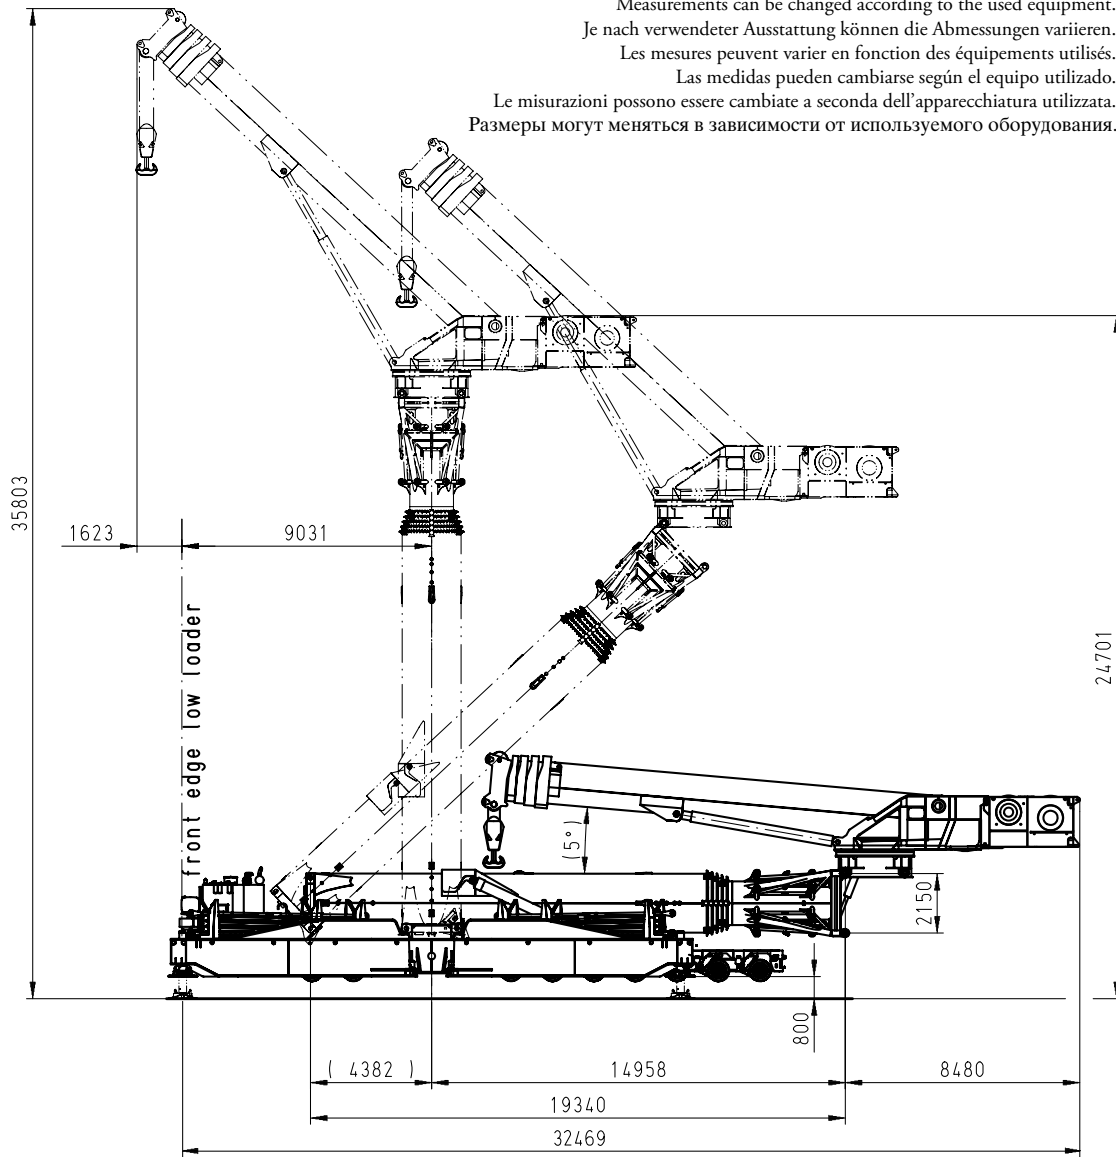 Measurements can be changed according to the used equipment.
Je nach verwendeter Ausstattung können die Abmessungen variieren.
Les mesures peuvent varier en fonction des équipements utilisés.
Las medidas pueden cambiarse según el equipo utilizado.
Le misurazioni possono essere cambiate a seconda dell'apparecchiatura utilizzata.
Размеры могут меняться в зависимости от используемого оборудования.
35803
1623
9031
front edge low loader
24701
(5°)
2150
800
( 4382 )
14958
8480
19340
32469